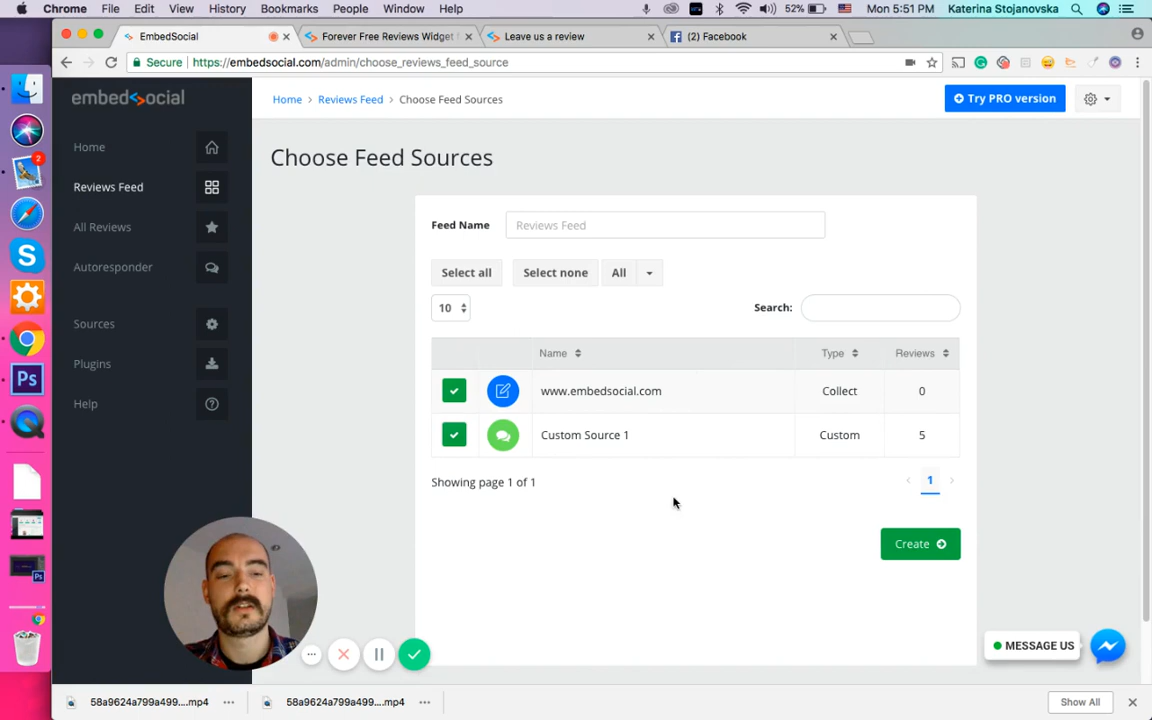 Chrome File Edit View History Bookmarks People Window Help 52% Mon 5:51 PM Katerina Stojanovska
EmbedSocial Forever Free Reviews Widget Leave us a review (2) Facebook
Secure https://embedsocial.com/admin/choose_reviews_feed_source
embedsocial Home Reviews Feed Choose Feed Sources Try PRO version
Home
Reviews Feed
All Reviews
Autoresponder
Sources
Plugins
Help
Choose Feed Sources
Feed Name Reviews Feed
Select all Select none All
10 Search:
Name Type Reviews
www.embedsocial.com Collect 0
Custom Source 1 Custom 5
Showing page 1 of 1 1
Create
MESSAGE US
2
Ps
58a9624a799a499....mp4 58a9624a799a499....mp4 Show All